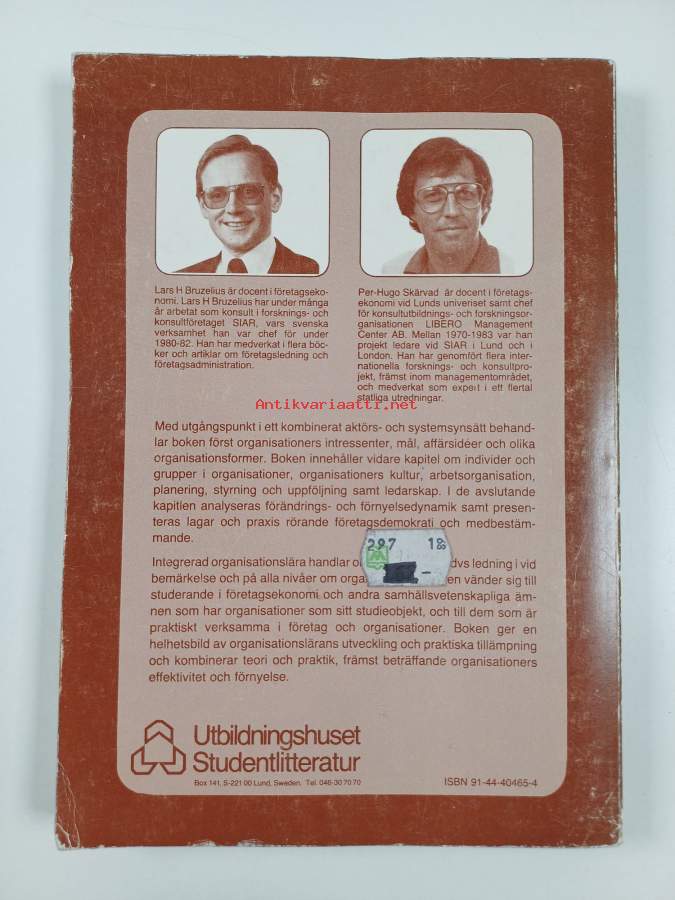 Lars H Bruzelius är docent i företagseko-
nomi. Lars H Bruzelius har under många
år arbetat som konsult i forsknings- och
konsultföretaget SIAR, vars svenska
verksamhet han var chef för under
1980-82. Han har medverkat i flera böc-
ker och artiklar om företagsledning och
företagsadministration.
Per-Hugo Skärvad är docent i företags-
ekonomi vid Lunds univeriset samt chef
för konsultutbildnings- och forskningsor-
ganisationen LIBERO Management
Center AB. Mellan 1970-1983 var han
projekt ledare vid SIAR i Lund och i
London. Han har genomfört flera inter-
nationella forsknings- och konsultpro-
jekt, främst inom managementområdet,
och medverkat som expert i ett flertal
statliga utredningar.
Antikvariaatti.net
Med utgångspunkt i ett kombinerat aktörs- och systemsynsätt behand-
lar boken först organisationers intressenter, mål, affärsidéer och olika
organisationsformer. Boken innehåller vidare kapitel om individer och
grupper i organisationer, organisationers kultur, arbetsorganisation,
planering, styrning och uppföljning samt ledarskap. I de avslutande
kapitlen analyseras förändrings- och förnyelsedynamik samt presen-
teras lagar och praxis rörande företagsdemokrati och medbestäm-
mande.
297
Integrerad organisationslära handlar dvs ledning i vid
bemärkelse och på alla nivåer om vänder sig till
studerande i företagsekonomi och andra samhällsvetenskapliga äm-
nen som har organisationer som sitt studieobjekt, och till dem som är
praktiskt verksamma i företag och organisationer. Boken ger en
helhetsbild av organisationslärans utveckling och praktiska tillämpning
och kombinerar teori och praktik, främst beträffande organisationers
effektivitet och förnyelse.
Utbildningshuset
Studentlitteratur
Box 141, S-221 00 Lund, Sweden. Tel. 046-30 70 70
ISBN 91-44-40465-4